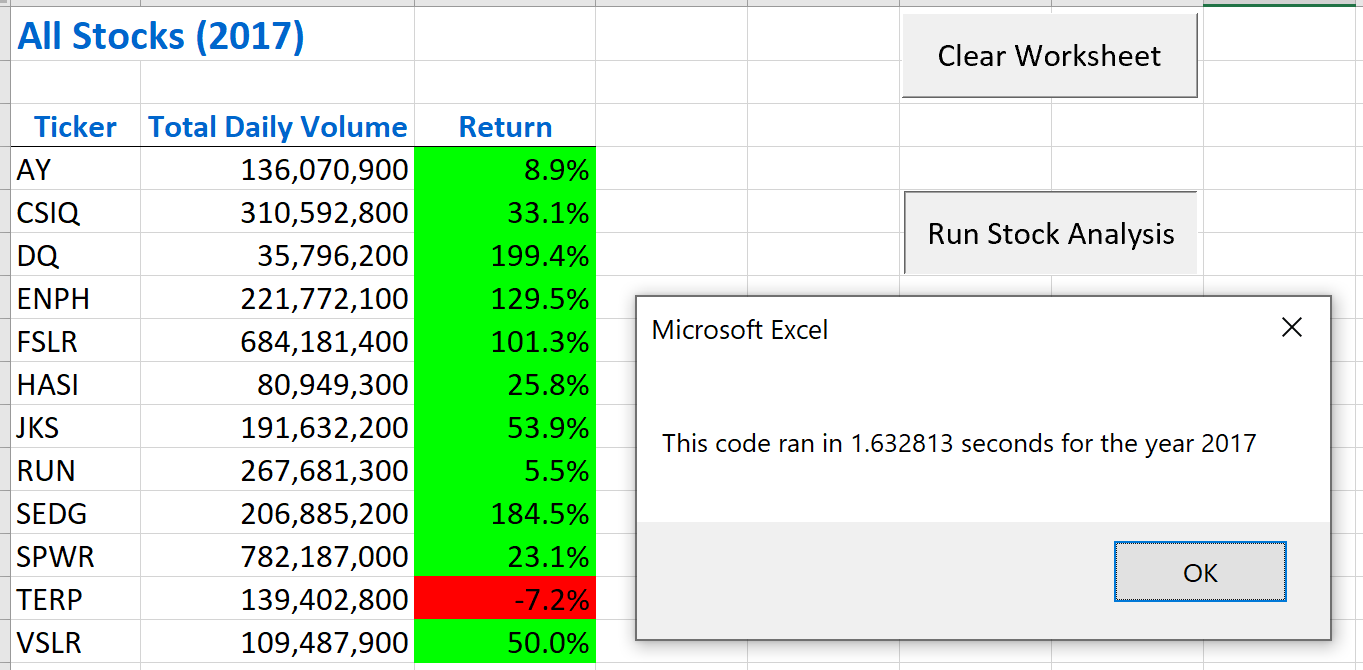 All Stocks (2017)
Clear Worksheet
Ticker Total Daily Volume Return
AY 136,070,900 8.9%
CSIQ 310,592,800 33.1%
Run Stock Analysis
DQ 35,796,200 199.4%
ENPH 221,772,100 129.5%
FSLR 684,181,400 101.3%
HASI 80,949,300 25.8%
JKS 191,632,200 53.9%
RUN 267,681,300 5.5%
SEDG 206,885,200 184.5%
SPWR 782,187,000 23.1%
TERP 139,402,800 -7.2%
VSLR 109,487,900 50.0%
Microsoft Excel
This code ran in 1.632813 seconds for the year 2017
OK